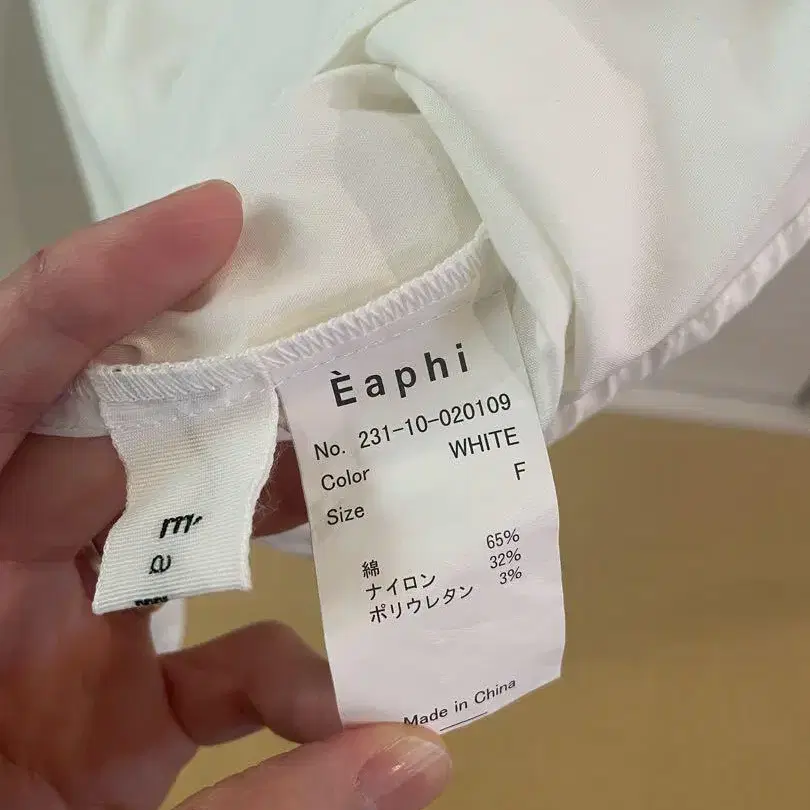 Èaphi
No. 231-10-020109
Color WHITE
Size F
綿 65%
ナイロン 32%
ポリウレタン 3%
Made in China